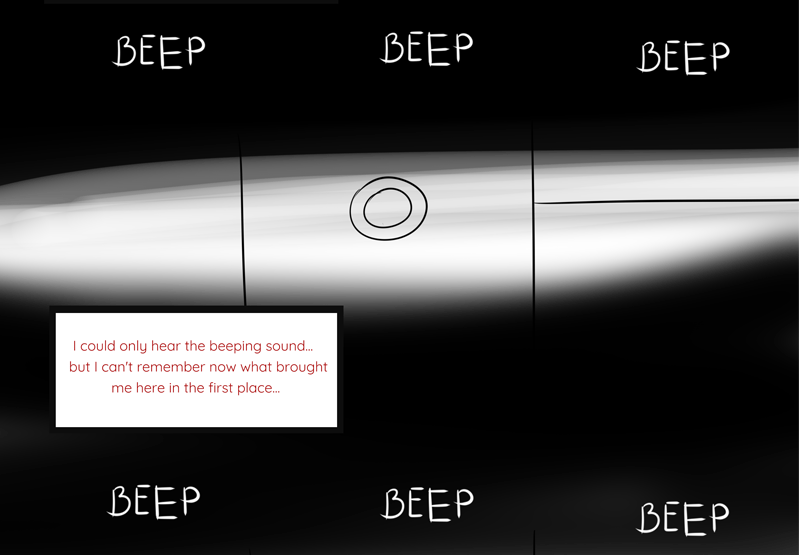 BEEP BEEP BEEP
I could only hear the beeping sound...
but I can't remember now what brought
me here in the first place...
BEEP BEEP BEEP